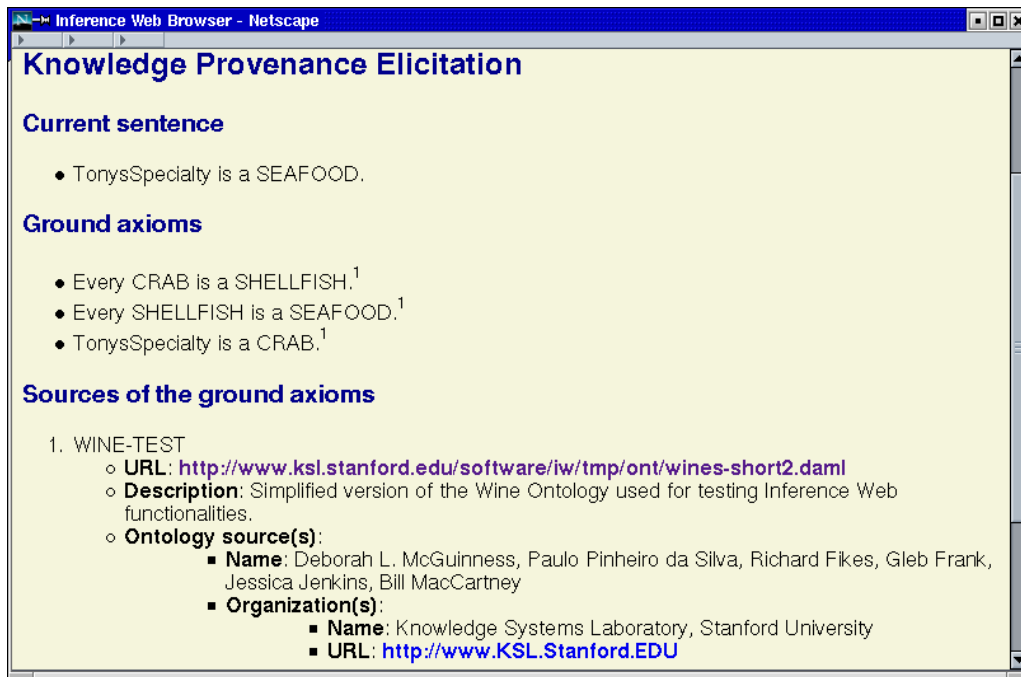 Inference Web Browser - Netscape
Knowledge Provenance Elicitation
Current sentence
● TonysSpecialty is a SEAFOOD.
Ground axioms
● Every CRAB is a SHELLFISH.1
● Every SHELLFISH is a SEAFOOD.1
● TonysSpecialty is a CRAB.1
Sources of the ground axioms
1. WINE-TEST
○ URL: http://www.ksl.stanford.edu/software/iw/tmp/ont/wines-short2.daml
○ Description: Simplified version of the Wine Ontology used for testing Inference Web
functionalities.
○ Ontology source(s):
■ Name: Deborah L. McGuinness, Paulo Pinheiro da Silva, Richard Fikes, Gleb Frank,
Jessica Jenkins, Bill MacCartney
■ Organization(s):
■ Name: Knowledge Systems Laboratory, Stanford University
■ URL: http://www.KSL.Stanford.EDU